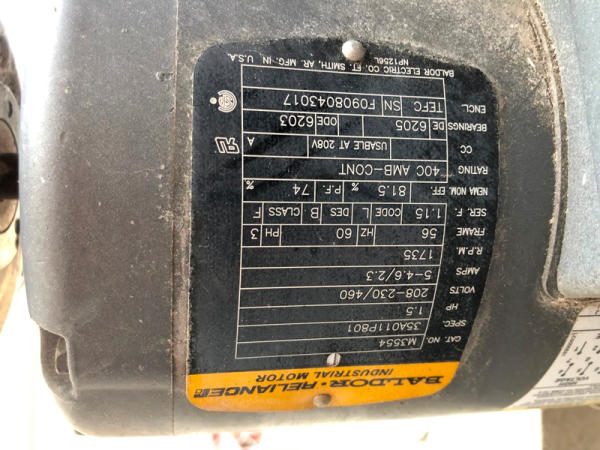 BALDOR • RELIANCER
INDUSTRIAL MOTOR
CAT. NO. M3554
SPEC. 35A011P801
HP 1.5
VOLTS 208-230/460
AMPS 5-4.6/2.3
R.P.M. 1735
FRAME 56 HZ 60 PH 3
SER. F. 1.15 CODE L DES B CLASS F
NEMA NOM. EFF. 81.5 % P.F. 74 %
RATING 40C AMB-CONT
CC USABLE AT 208V A
BEARINGS DE 6205 ODE 6203
ENCL. TEFC SN F0908043017
BALDOR ELECTRIC CO. FT. SMITH, AR. MFG. IN U.S.A.
NP1256L
HIGH
VOLTAGE